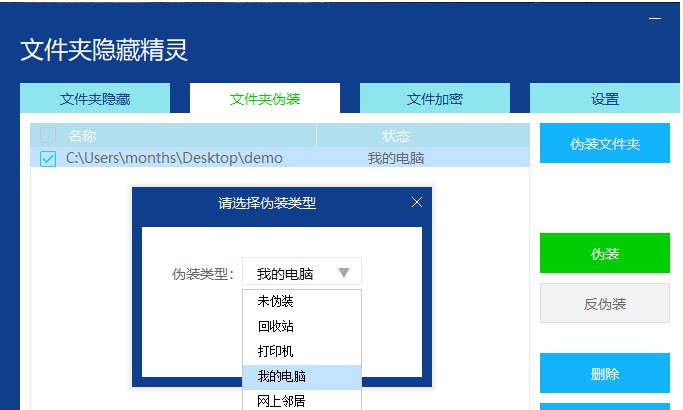 文件夹隐藏精灵
文件夹隐藏 文件夹伪装 文件加密 设置
名称 状态
C:\Users\months\Desktop\demo 我的电脑
伪装文件夹
请选择伪装类型
伪装类型： 我的电脑
未伪装
回收站
打印机
我的电脑
网上邻居
伪装
反伪装
删除